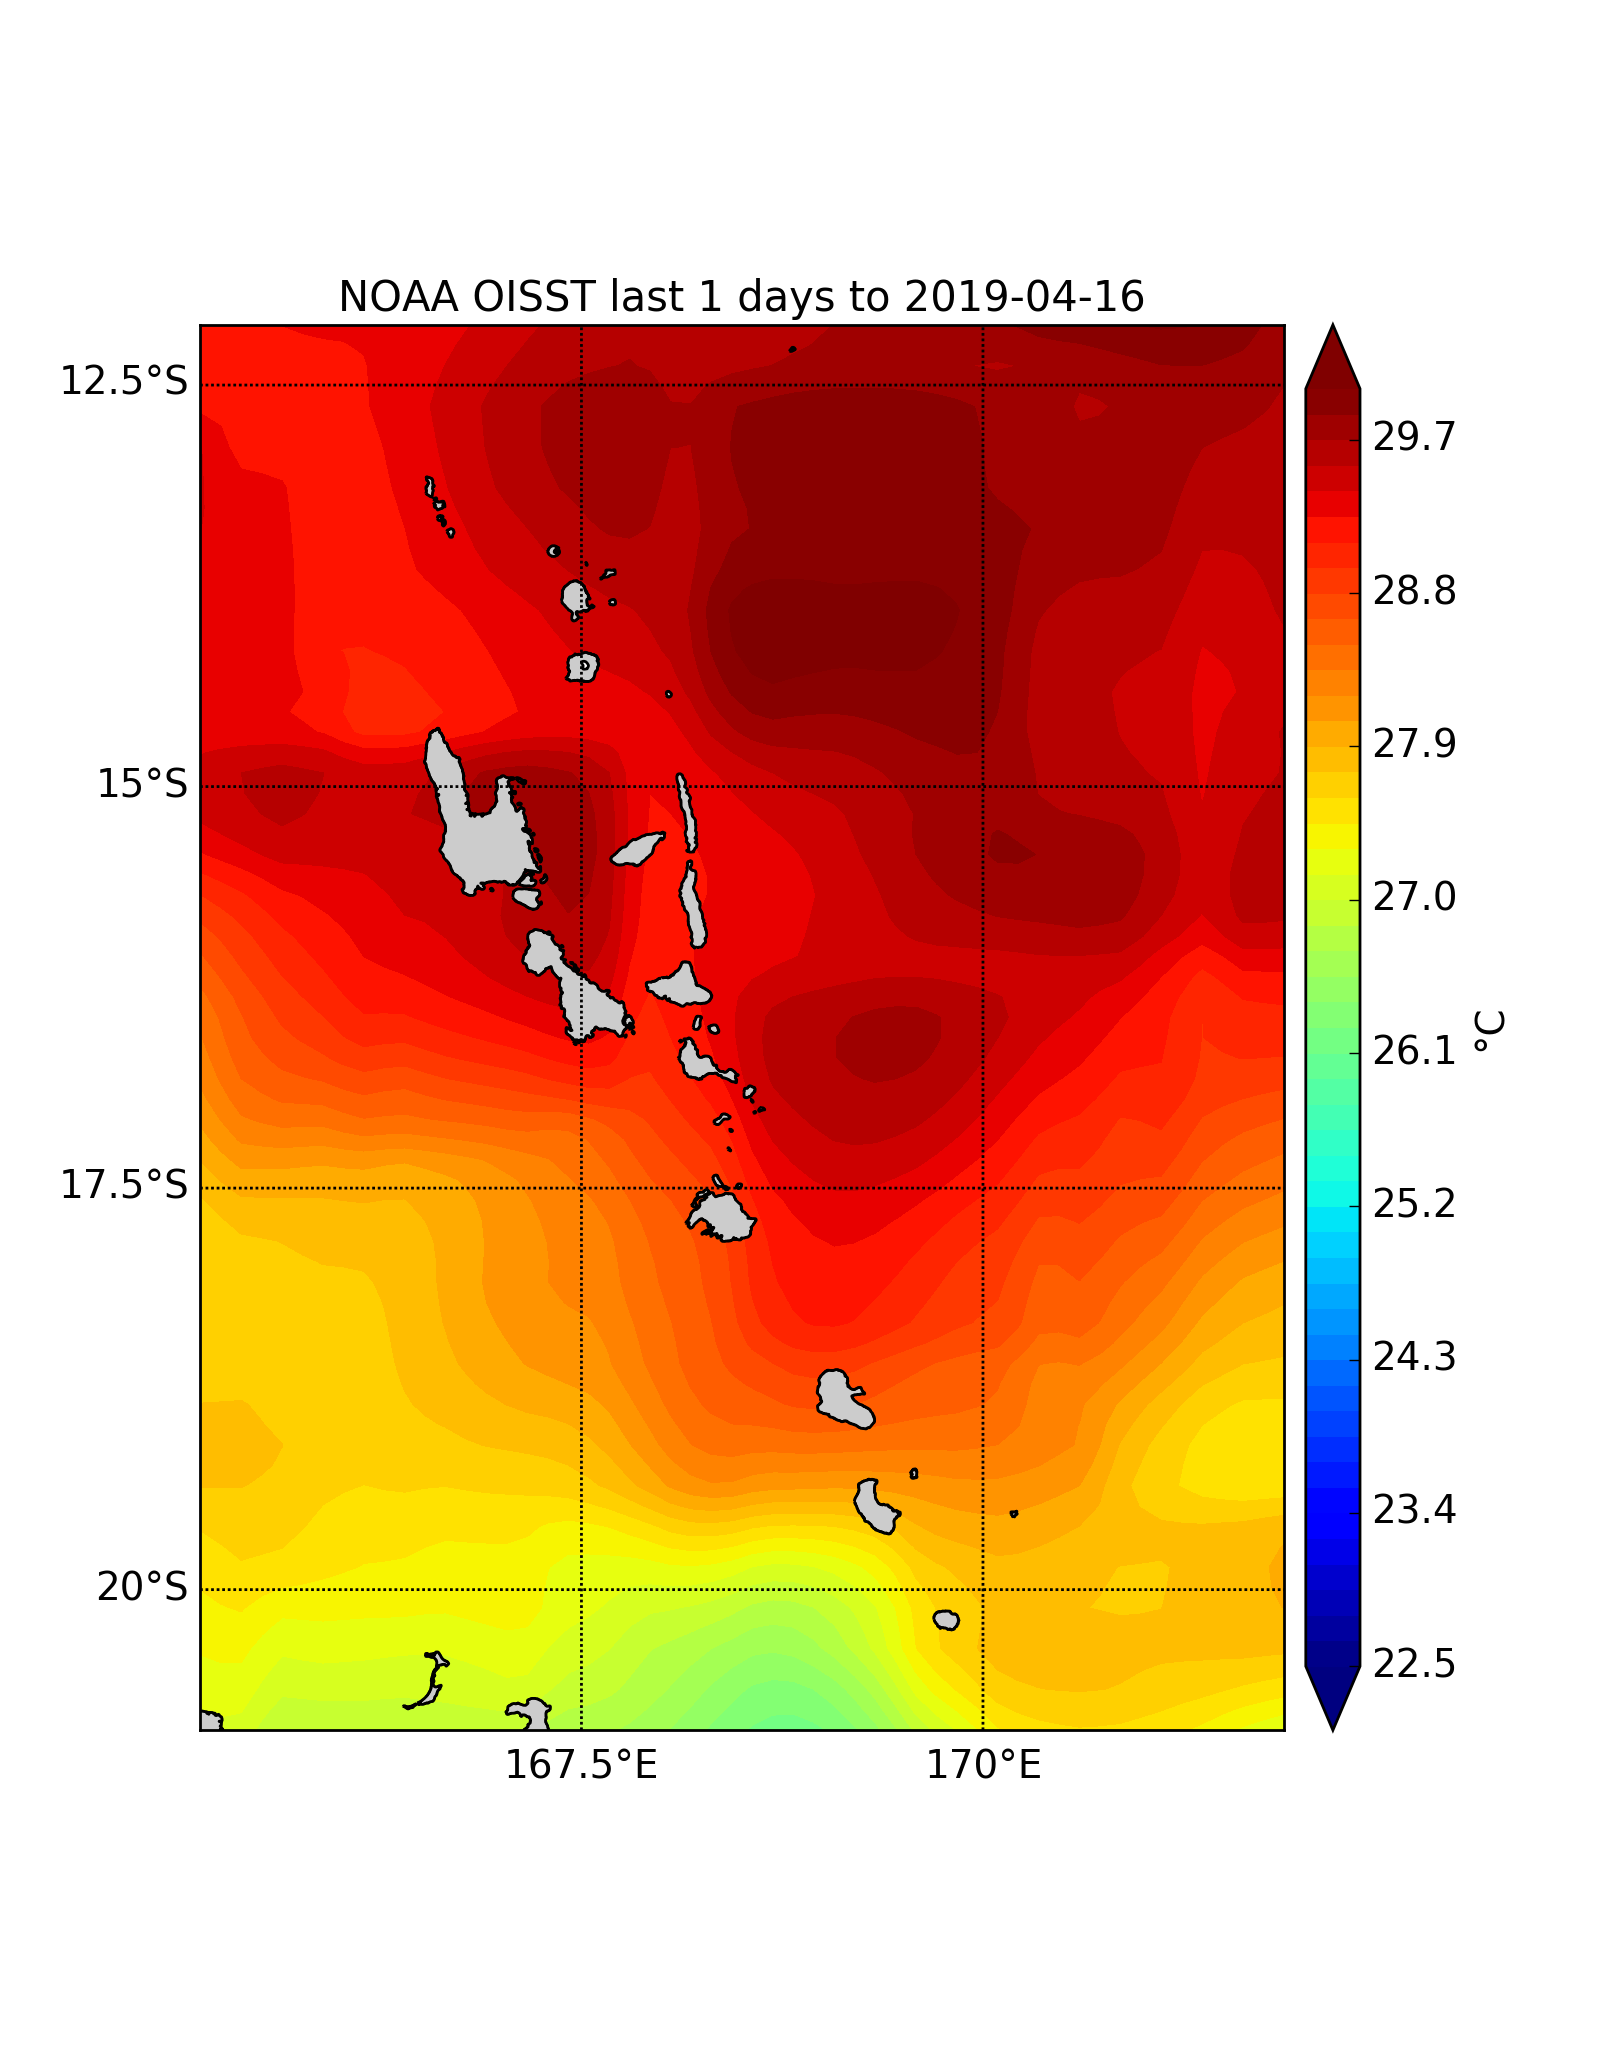 NOAA OISST last 1 days to 2019-04-16
12.5°S
15°S
17.5°S
20°S
167.5°E
170°E
29.7
28.8
27.9
27.0
26.1
25.2
24.3
23.4
22.5
°C